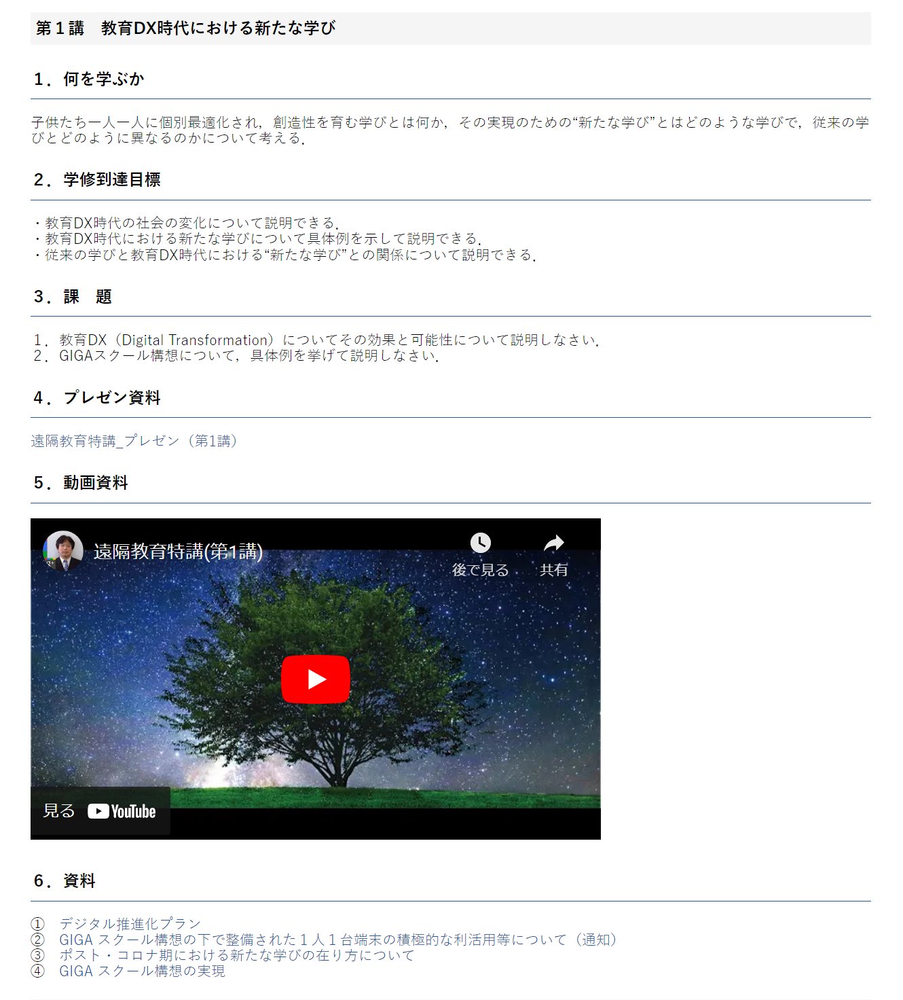 第１講　教育DX時代における新たな学び
１．何を学ぶか
子供たち一人一人に個別最適化され，創造性を育む学びとは何か，その実現のための“新たな学び”とはどのような学びで，従来の学
びとどのように異なるのかについて考える．
２．学修到達目標
・教育DX時代の社会の変化について説明できる．
・教育DX時代における新たな学びについて具体例を示して説明できる．
・従来の学びと教育DX時代における“新たな学び”との関係について説明できる．
３．課　題
１．教育DX（Digital Transformation）についてその効果と可能性について説明しなさい．
２．GIGAスクール構想について，具体例を挙げて説明しなさい．
４．プレゼン資料
遠隔教育特講_プレゼン（第1講）
５．動画資料
遠隔教育特講(第1講)
後で見る
共有
見る YouTube
６．資料
①　デジタル推進化プラン
②　GIGA スクール構想の下で整備された１人１台端末の積極的な利活用等について（通知）
③　ポスト・コロナ期における新たな学びの在り方について
④　GIGA スクール構想の実現